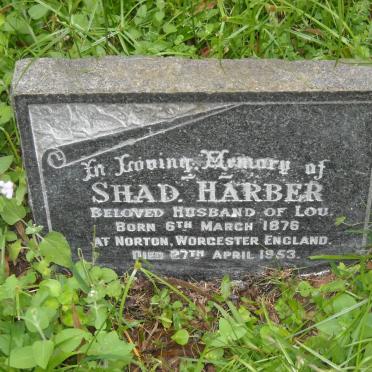 In Loving Memory of
SHAD. HARBER
BELOVED HUSBAND OF LOU.
BORN 6TH MARCH 1876
AT NORTON, WORCESTER ENGLAND.
DIED 27TH APRIL 1953.